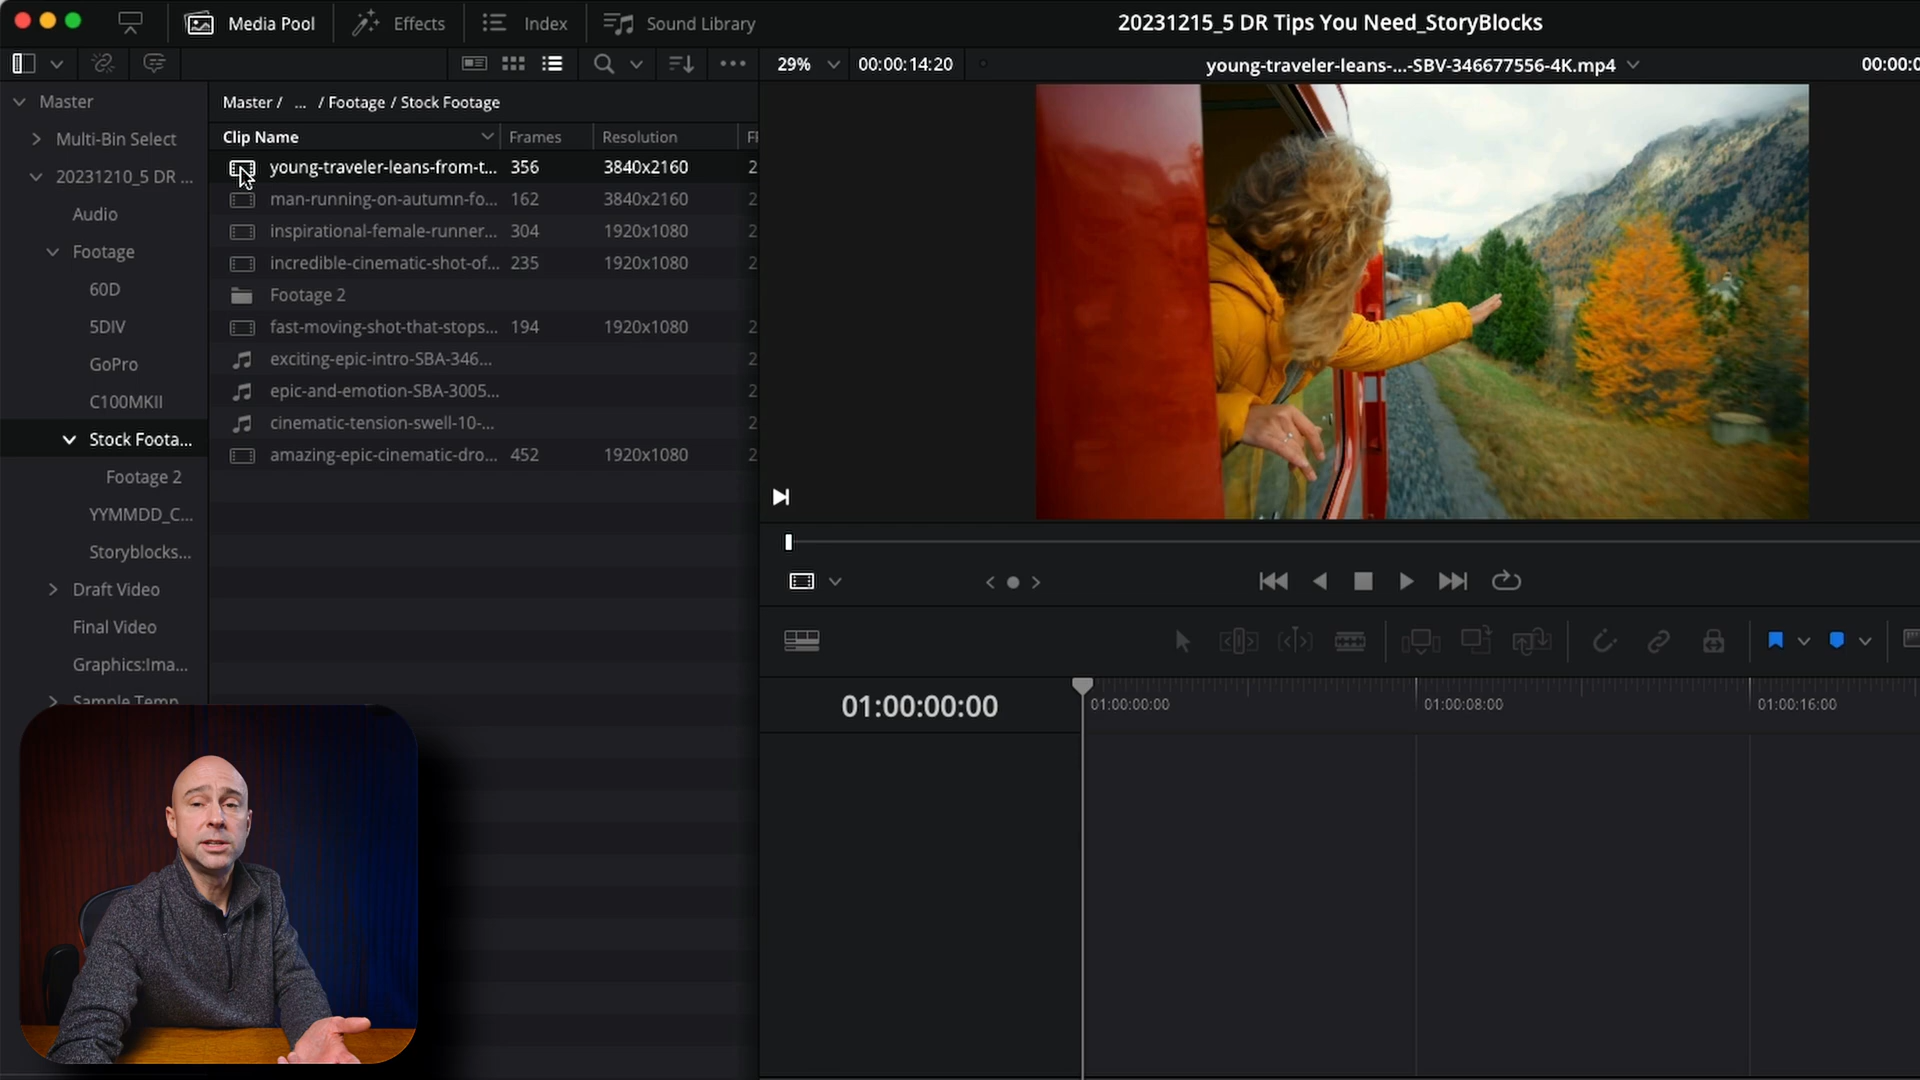 Media Pool
Effects
Index
Sound Library
20231215_5 DR Tips You Need_StoryBlocks
29%
00:00:14:20
young-traveler-leans-...-SBV-346677556-4K.mp4
Master
Multi-Bin Select
20231210_5 DR ...
Audio
Footage
60D
5DIV
GoPro
C100MKII
Stock Foota...
Footage 2
YYMMDD_C...
Storyblocks...
Draft Video
Final Video
Graphics:Ima...
Sample Temp
Master / ... / Footage / Stock Footage
Clip Name Frames Resolution
young-traveler-leans-from-t... 356 3840x2160
man-running-on-autumn-fo... 162 3840x2160
inspirational-female-runner... 304 1920x1080
incredible-cinematic-shot-of... 235 1920x1080
Footage 2
fast-moving-shot-that-stops... 194 1920x1080
exciting-epic-intro-SBA-346...
epic-and-emotion-SBA-3005...
cinematic-tension-swell-10-...
amazing-epic-cinematic-dro... 452 1920x1080
01:00:00:00
01:00:00:00
01:00:08:00
01:00:16:00